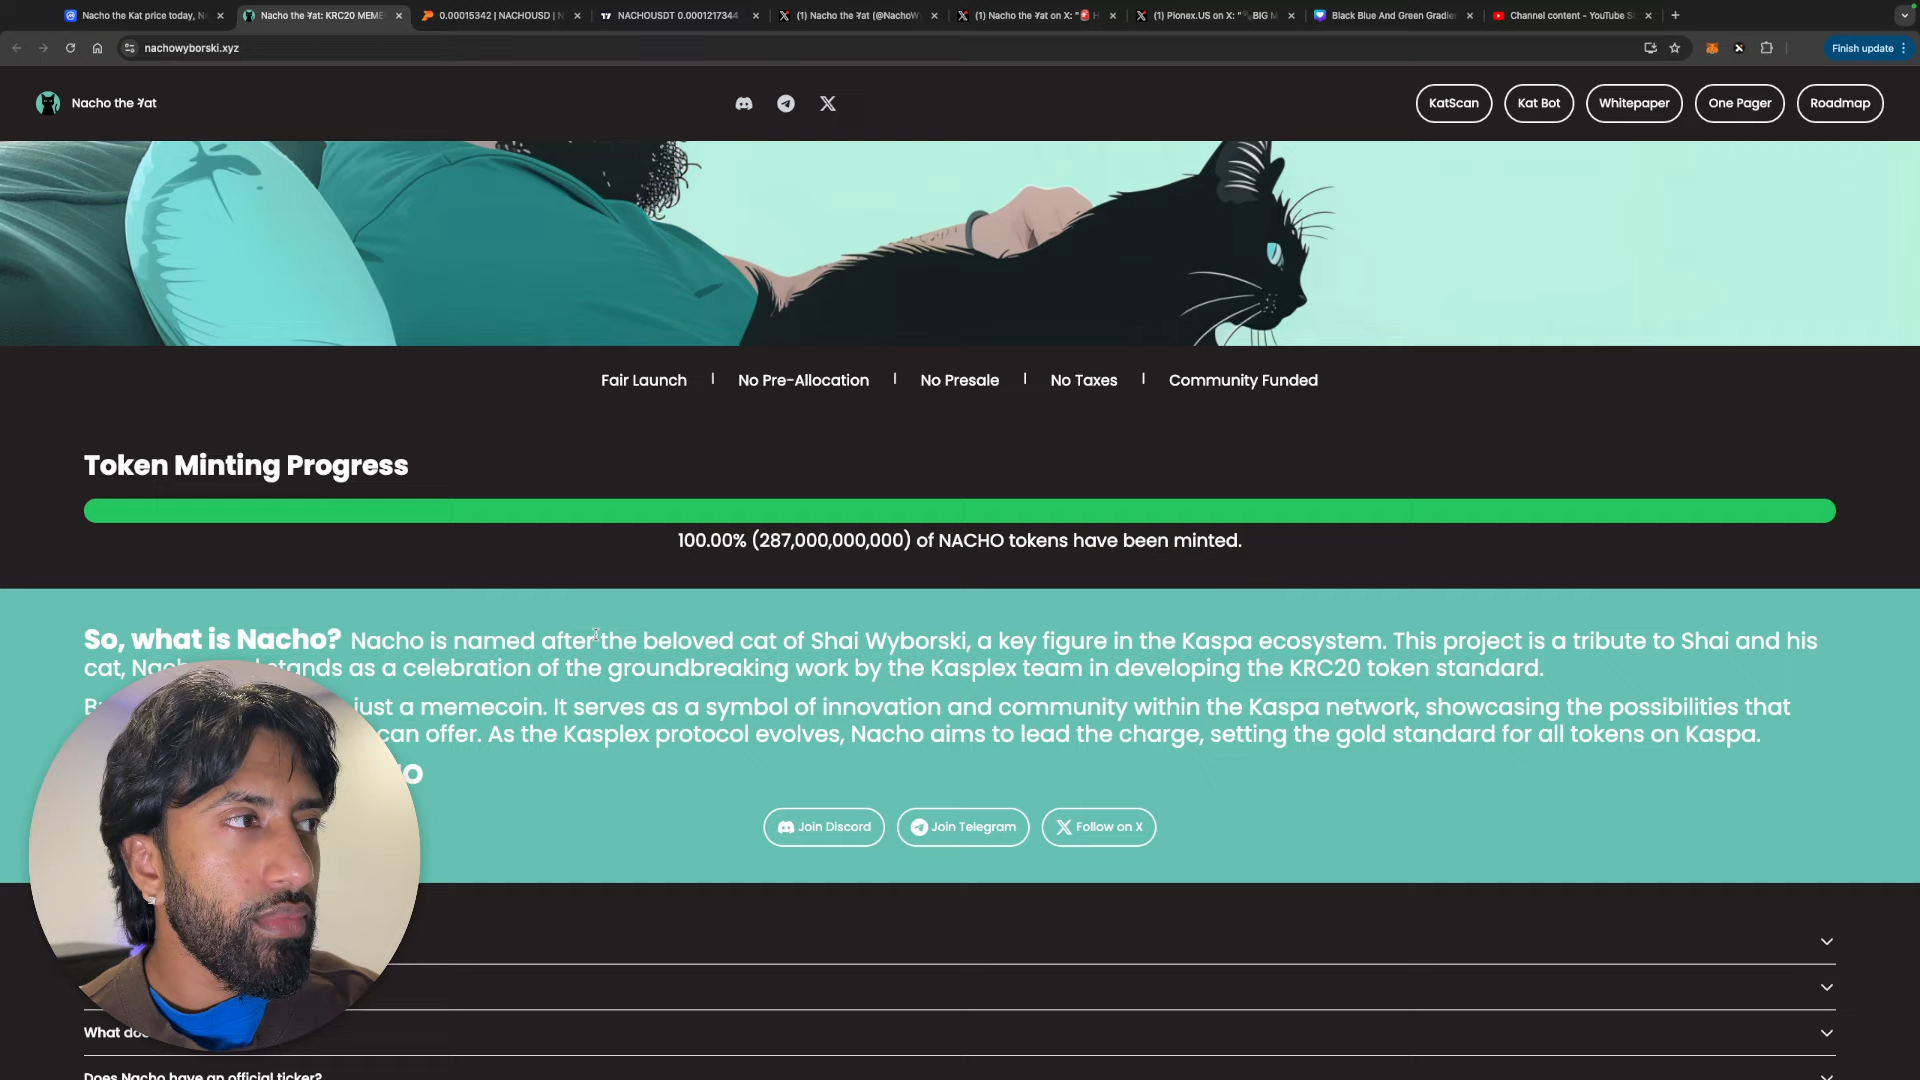 Nacho the Kat price today, N
Nacho the ꓘat: KRC20 MEME
0.00015342 | NACHOUSD | N
NACHOUSDT 0.0001217344
(1) Nacho the ꓘat (@NachoW
(1) Nacho the ꓘat on X: "🚨 H
(1) Pionex.US on X: "🐾BIG M
Black Blue And Green Gradie
Channel content - YouTube S
nachowyborski.xyz
Finish update
Nacho the ꓘat
KatScan
Kat Bot
Whitepaper
One Pager
Roadmap
Fair Launch | No Pre-Allocation | No Presale | No Taxes | Community Funded
Token Minting Progress
100.00% (287,000,000,000) of NACHO tokens have been minted.
So, what is Nacho? Nacho is named after the beloved cat of Shai Wyborski, a key figure in the Kaspa ecosystem. This project is a tribute to Shai and his
cat, stands as a celebration of the groundbreaking work by the Kasplex team in developing the KRC20 token standard.
just a memecoin. It serves as a symbol of innovation and community within the Kaspa network, showcasing the possibilities that
can offer. As the Kasplex protocol evolves, Nacho aims to lead the charge, setting the gold standard for all tokens on Kaspa.
Join Discord
Join Telegram
Follow on X
What
Does Nacho have an official ticker?